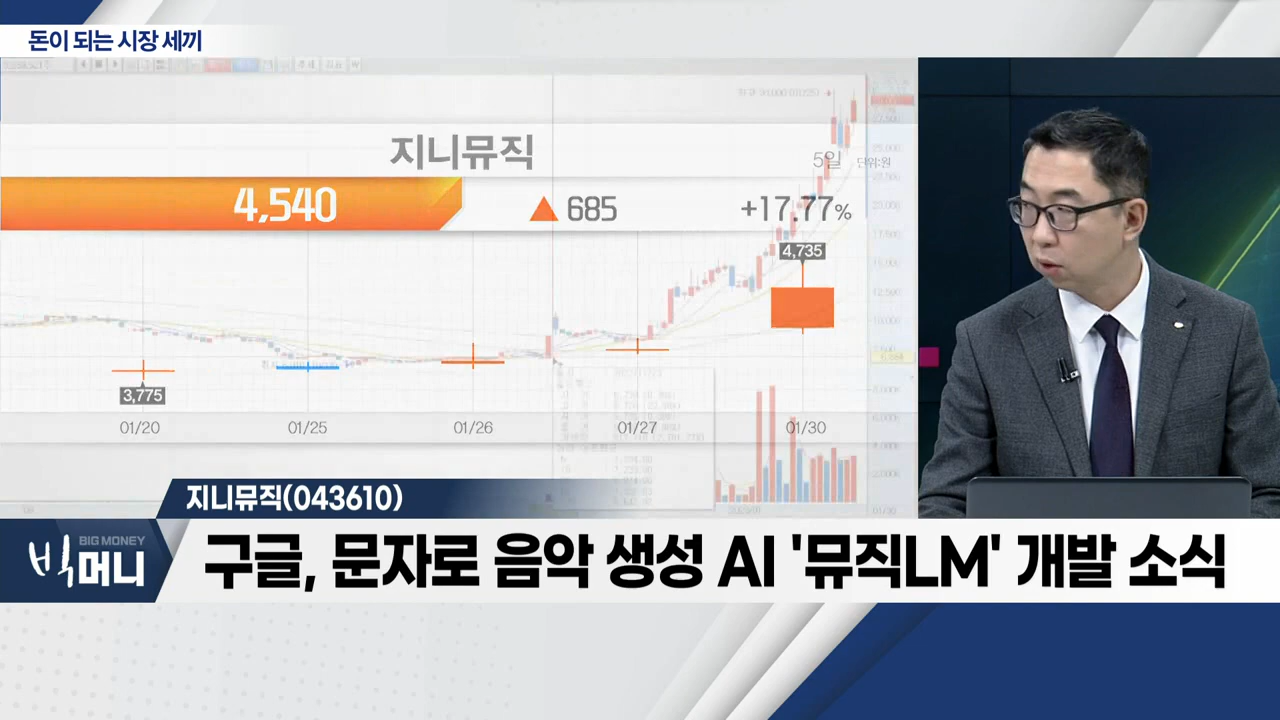 돈이 되는 시장 세끼
지니뮤직
5일 단위:원
4,540 ▲ 685 +17.77%
4,735
3,775
01/20 01/25 01/26 01/27 01/30
지니뮤직(043610)
BIG MONEY
빅머니
구글, 문자로 음악 생성 AI '뮤직LM' 개발 소식